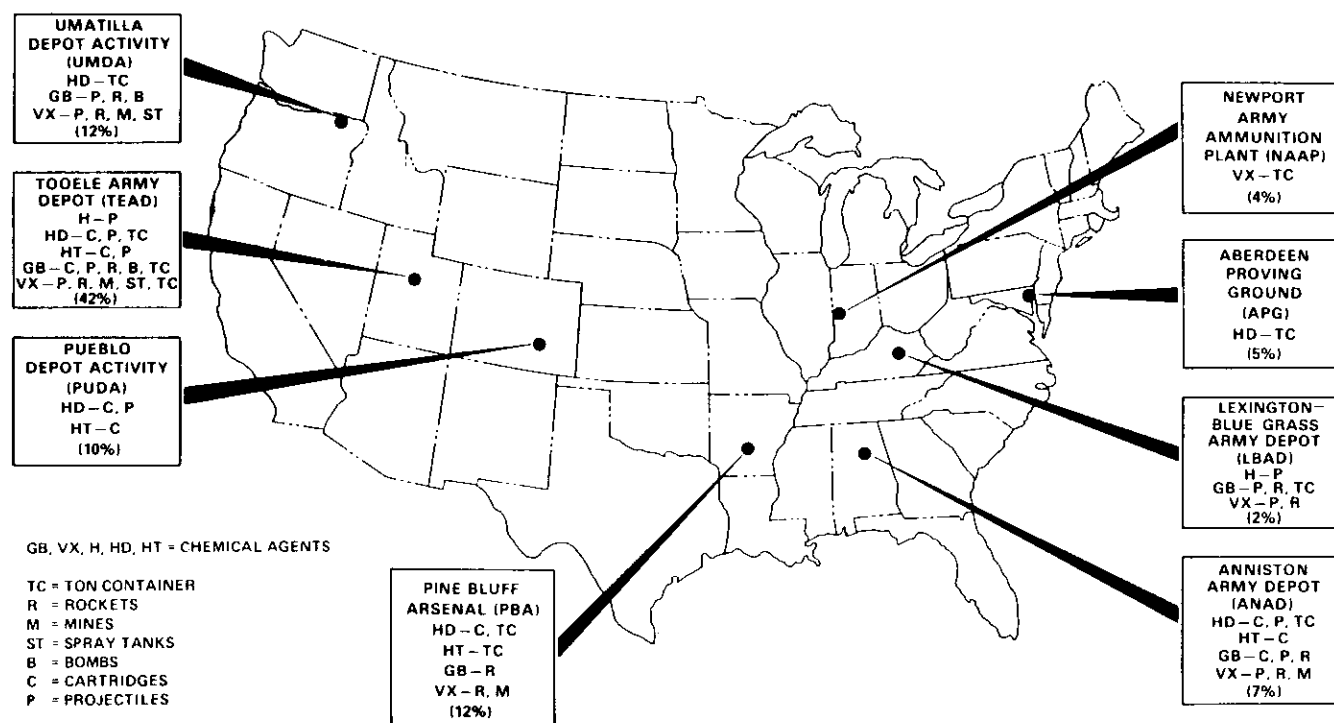 UMATILLA
DEPOT ACTIVITY
(UMDA)
HD–TC
GB–P, R, B
VX–P, R, M, ST
(12%)
TOOELE ARMY
DEPOT (TEAD)
H–P
HD–C, P, TC
HT–C, P
GB–C, P, R, B, TC
VX–P, R, M, ST, TC
(42%)
PUEBLO
DEPOT ACTIVITY
(PUDA)
HD–C, P
HT–C
(10%)
GB, VX, H, HD, HT = CHEMICAL AGENTS
TC = TON CONTAINER
R = ROCKETS
M = MINES
ST = SPRAY TANKS
B = BOMBS
C = CARTRIDGES
P = PROJECTILES
PINE BLUFF
ARSENAL (PBA)
HD–C, TC
HT–TC
GB–R
VX–R, M
(12%)
NEWPORT
ARMY
AMMUNITION
PLANT (NAAP)
VX–TC
(4%)
ABERDEEN
PROVING
GROUND
(APG)
HD–TC
(5%)
LEXINGTON–
BLUE GRASS
ARMY DEPOT
(LBAD)
H–P
GB–P, R, TC
VX–P, R
(2%)
ANNISTON
ARMY DEPOT
(ANAD)
HD–C, P, TC
HT–C
GB–C, P, R
VX–P, R, M
(7%)